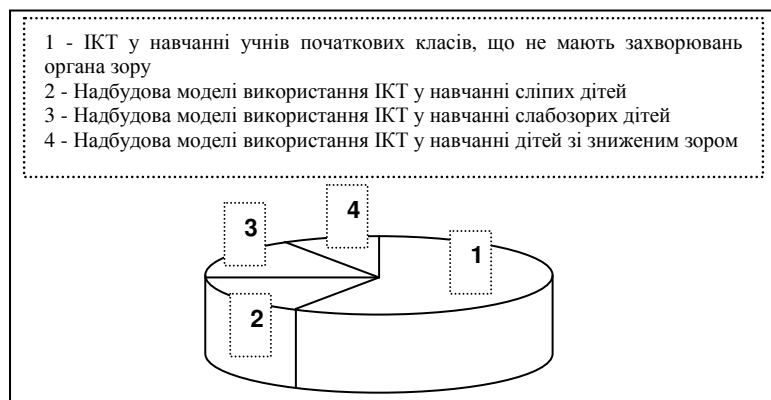 1 - ІКТ у навчанні учнів початкових класів, що не мають захворювань
органа зору
2 - Надбудова моделі використання ІКТ у навчанні сліпих дітей
3 - Надбудова моделі використання ІКТ у навчанні слабозорих дітей
4 - Надбудова моделі використання ІКТ у навчанні дітей зі зниженим зором
4
3
1
2